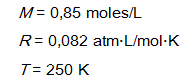 M = 0,85 moles/L
R = 0,082 atm·L/mol·K
T = 250 K